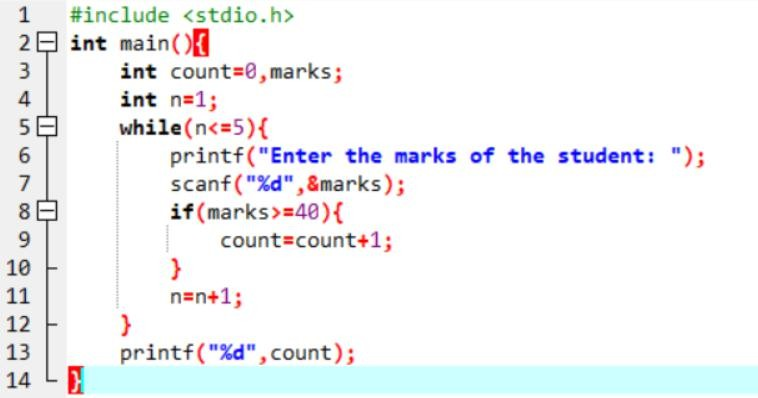 1 #include <stdio.h>
2 int main(){
3 int count=0,marks;
4 int n=1;
5 while(n<=5){
6 printf("Enter the marks of the student: ");
7 scanf("%d",&marks);
8 if(marks>=40){
9 count=count+1;
10 }
11 n=n+1;
12 }
13 printf("%d",count);
14 }